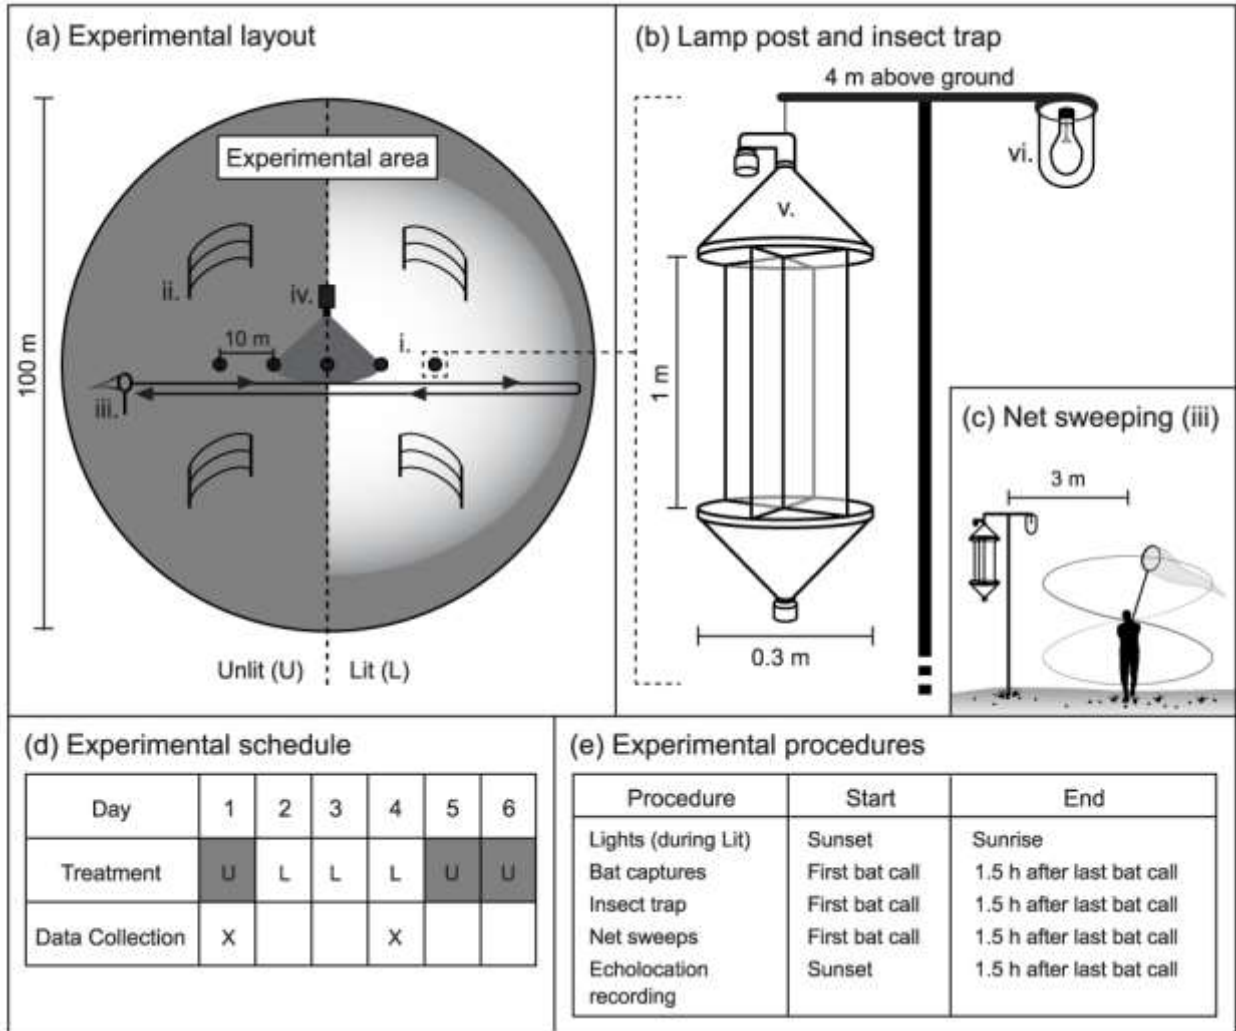 (a) Experimental layout
Experimental area
ii.
iv.
10 m
i.
iii.
100 m
Unlit (U)
Lit (L)
(b) Lamp post and insect trap
4 m above ground
vi.
v.
1 m
0.3 m
(c) Net sweeping (iii)
3 m
(d) Experimental schedule
Day 1 2 3 4 5 6
Treatment U L L L U U
Data Collection X X
(e) Experimental procedures
Procedure Start End
Lights (during Lit) Sunset Sunrise
Bat captures First bat call 1.5 h after last bat call
Insect trap First bat call 1.5 h after last bat call
Net sweeps First bat call 1.5 h after last bat call
Echolocation Sunset 1.5 h after last bat call
recording